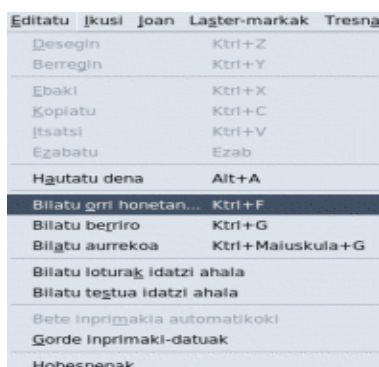 Editatu Ikusi Joan Laster-markak Tresna
Desegin Ktrl+Z
Berregin Ktrl+Y
Ebaki Ktrl+X
Kopiatu Ktrl+C
Itsatsi Ktrl+V
Ezabatu Ezab
Hautatu dena Alt+A
Bilatu orri honetan... Ktrl+F
Bilatu berriro Ktrl+G
Bilatu aurrekoa Ktrl+Maiuskula+G
Bilatu loturak idatzi ahala
Bilatu testua idatzi ahala
Bete inprimakia automatikoki
Gorde inprimaki-datuak
Hobespenak